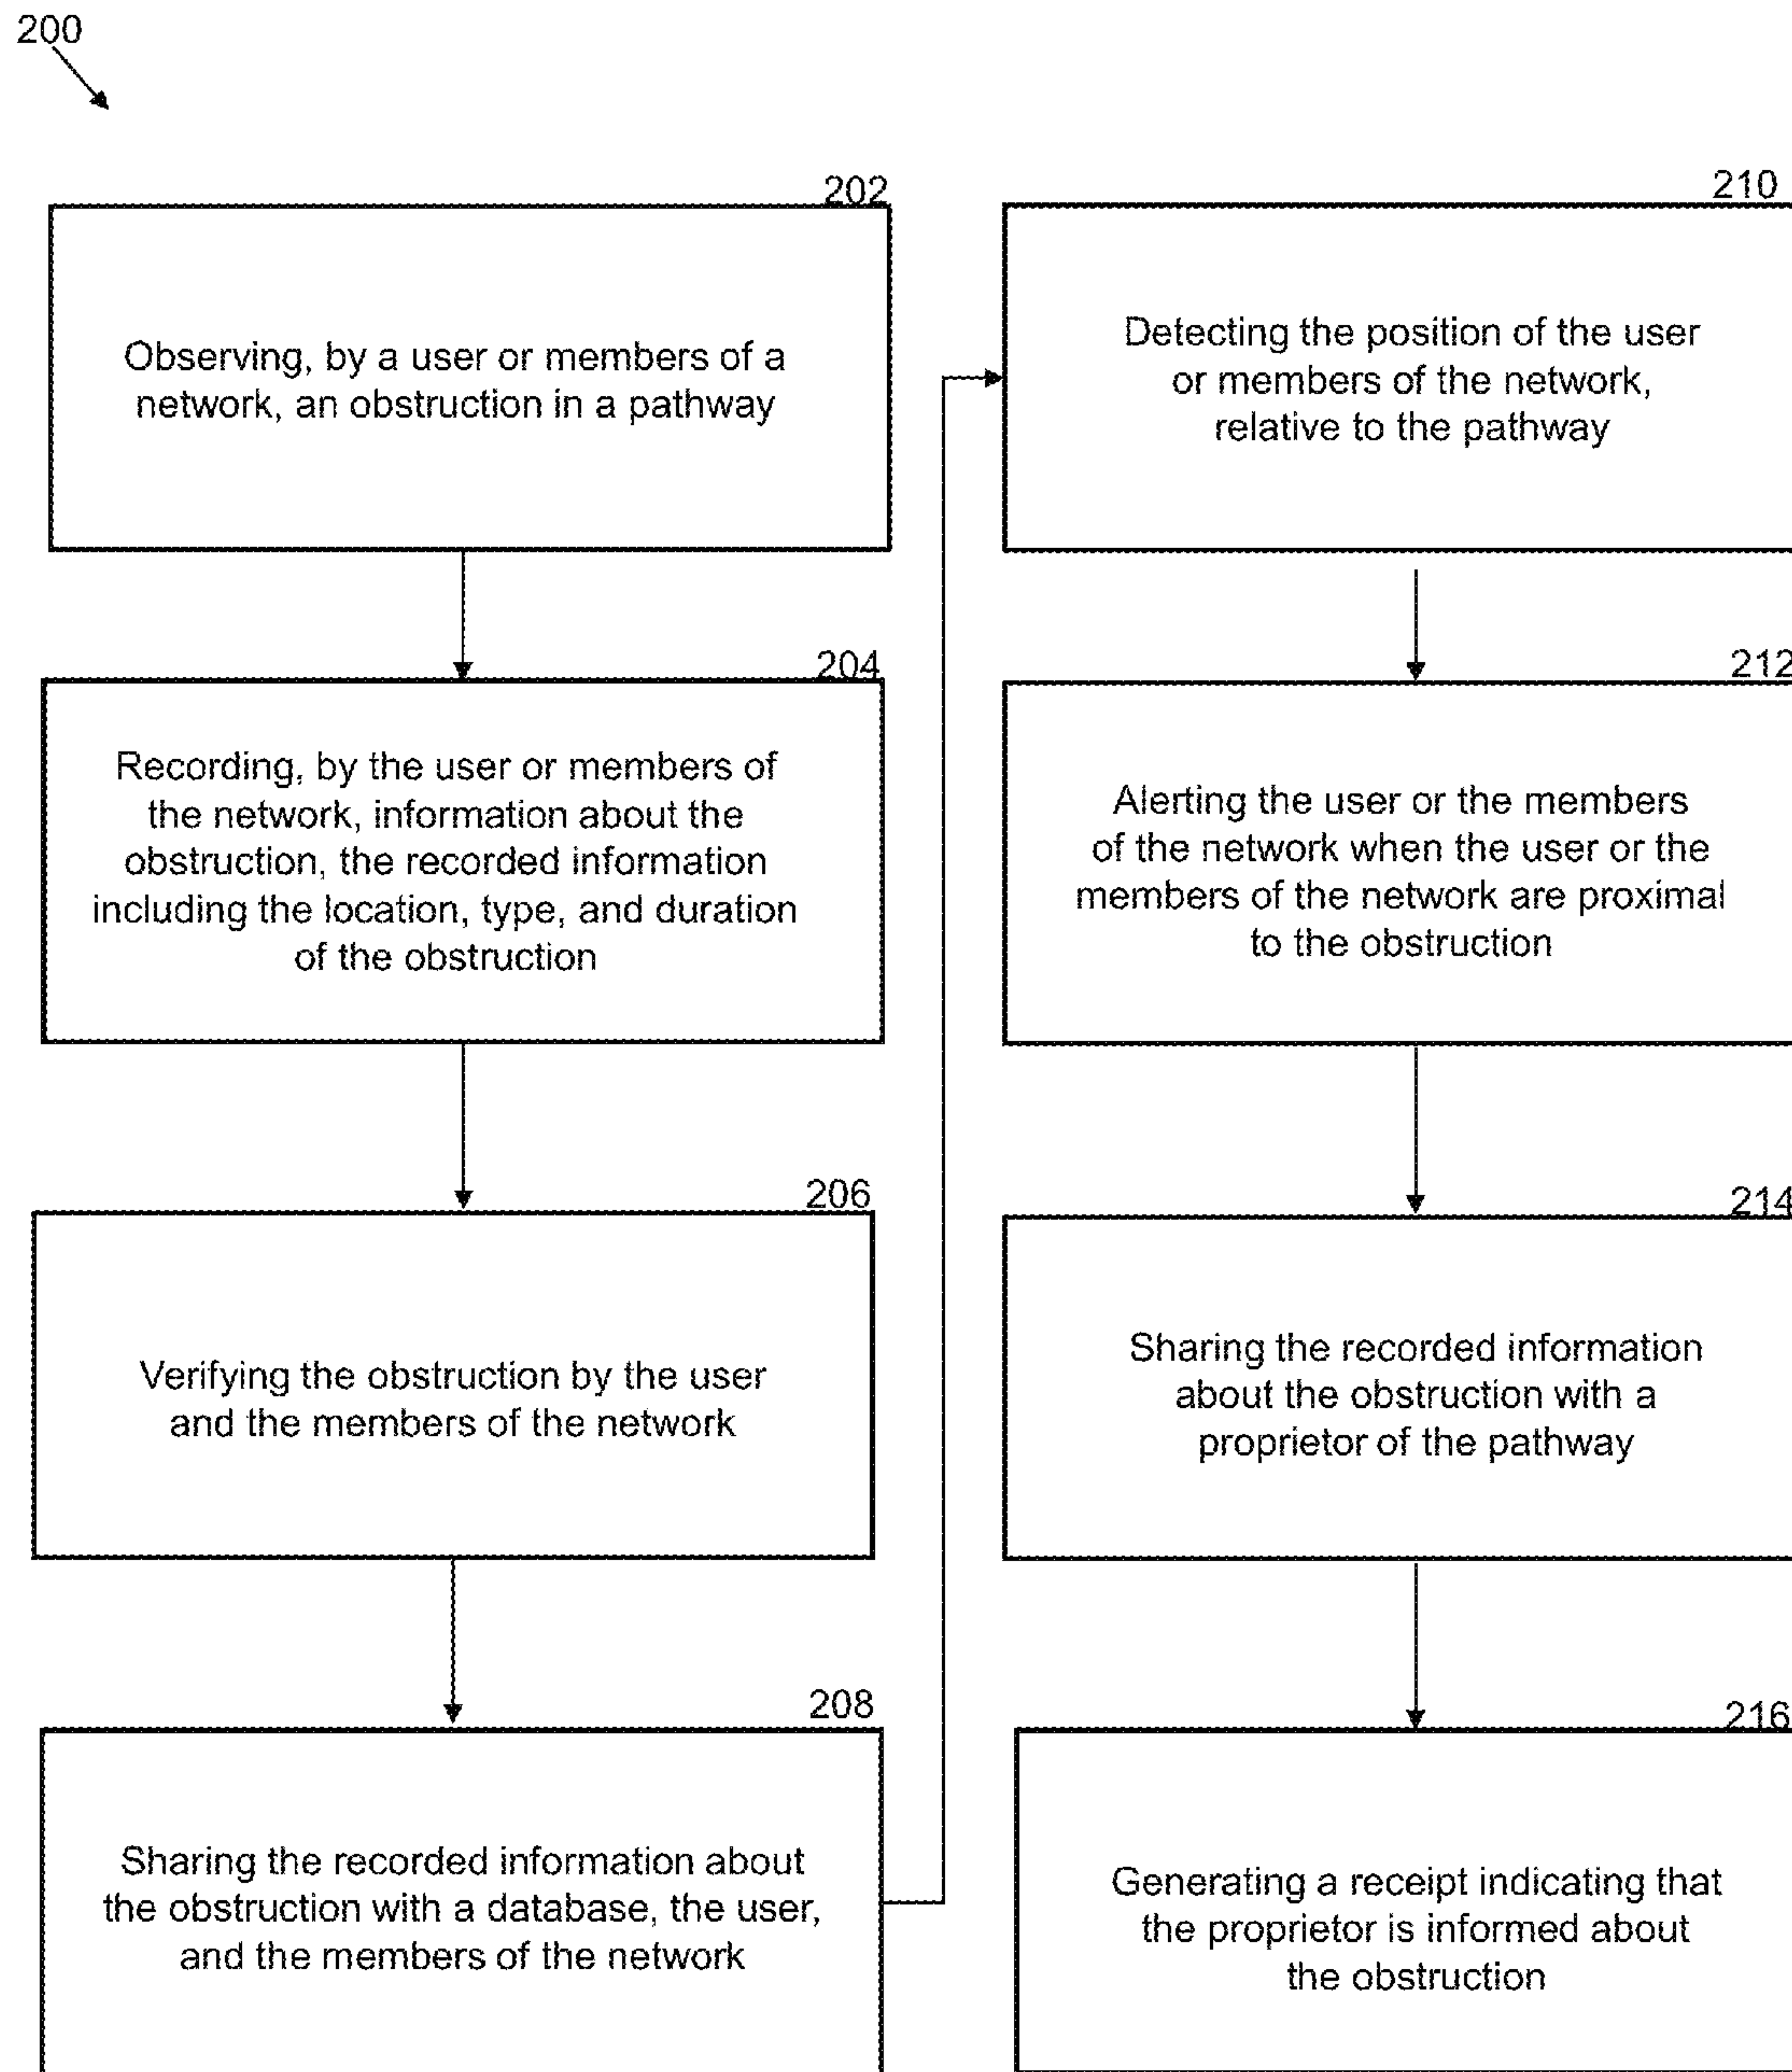 200
202
Observing, by a user or members of a
network, an obstruction in a pathway
204
Recording, by the user or members of
the network, information about the
obstruction, the recorded information
including the location, type, and duration
of the obstruction
206
Verifying the obstruction by the user
and the members of the network
208
Sharing the recorded information about
the obstruction with a database, the user,
and the members of the network
210
Detecting the position of the user
or members of the network,
relative to the pathway
212
Alerting the user or the members
of the network when the user or the
members of the network are proximal
to the obstruction
214
Sharing the recorded information
about the obstruction with a
proprietor of the pathway
216
Generating a receipt indicating that
the proprietor is informed about
the obstruction